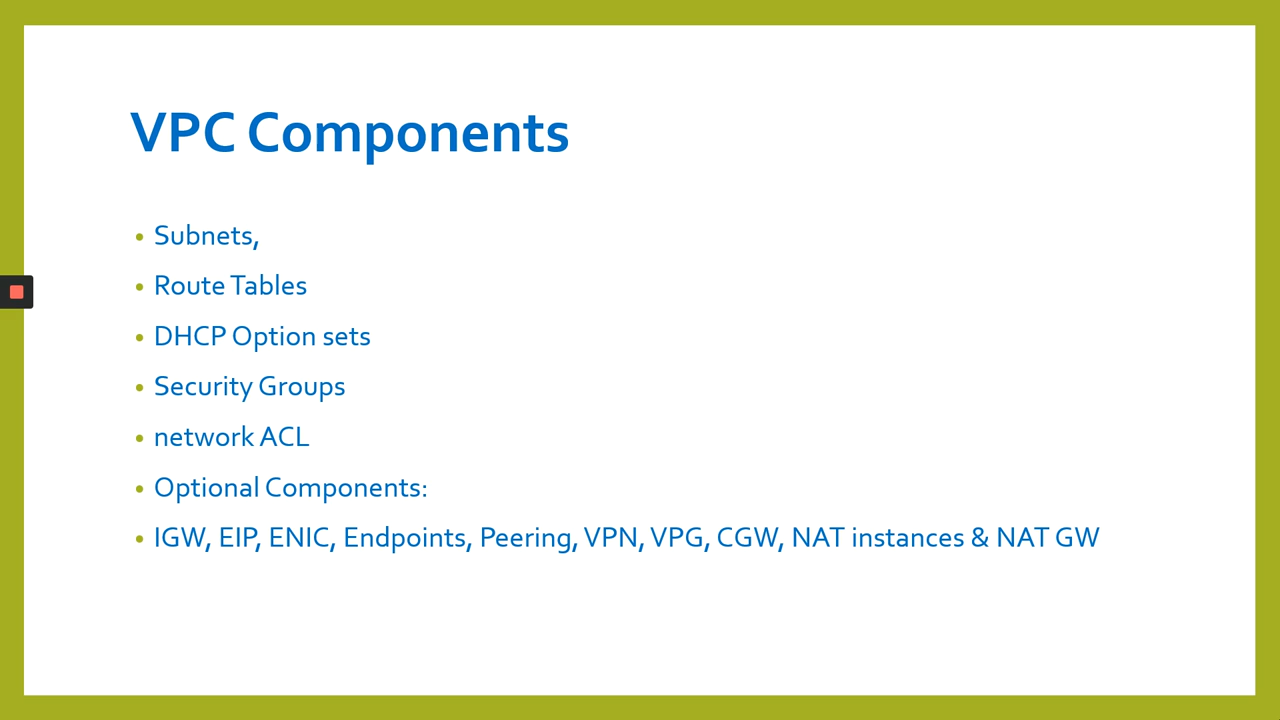 VPC Components
• Subnets,
• Route Tables
• DHCP Option sets
• Security Groups
• network ACL
• Optional Components:
• IGW, EIP, ENIC, Endpoints, Peering, VPN, VPG, CGW, NAT instances & NAT GW